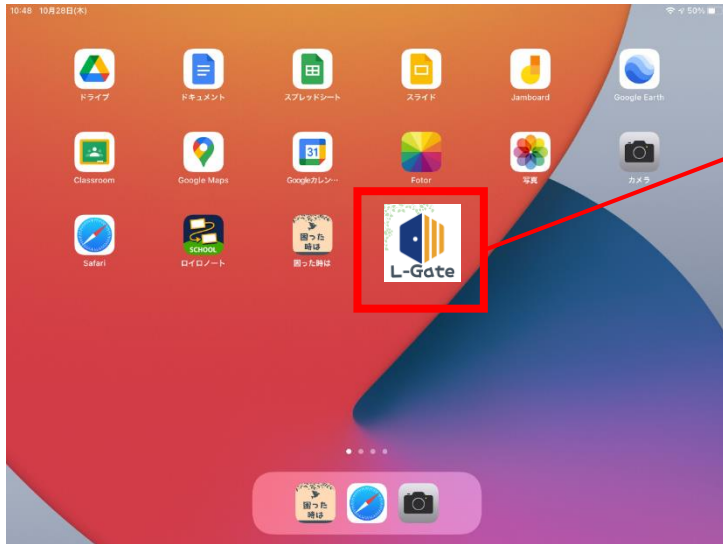 10:48 10月28日(木)
50%
ドライブ
ドキュメント
スプレッドシート
スライド
Jamboard
Google Earth
31
Classroom
Google Maps
Googleカレン…
Fotor
写真
カメラ
SCHOOL
困った
時は
L-Gate
Safari
ロイロノート
困った時は
困った
時は